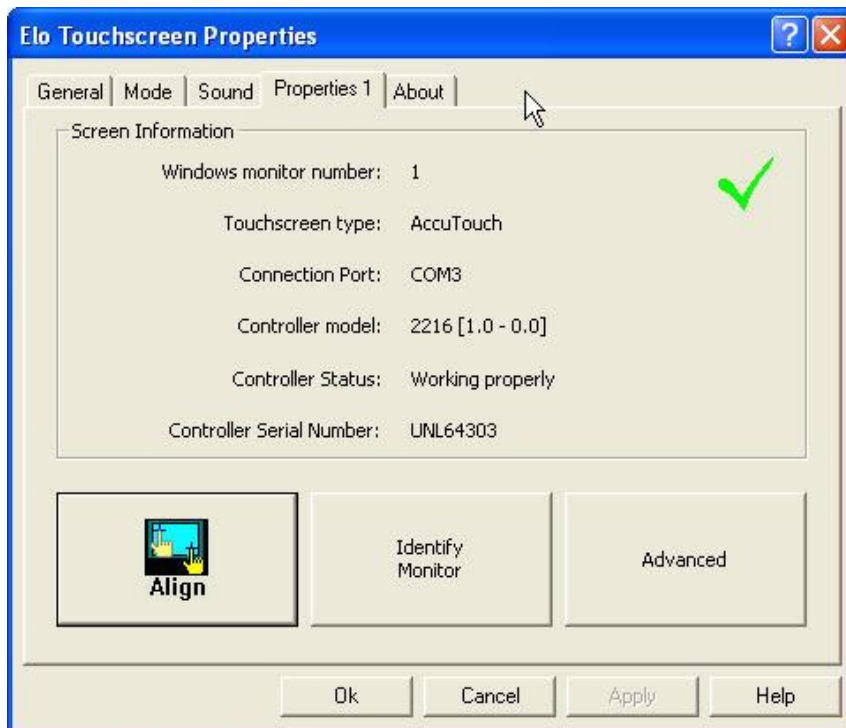 Elo Touchscreen Properties
General Mode Sound Properties 1 About
Screen Information
Windows monitor number: 1
Touchscreen type: AccuTouch
Connection Port: COM3
Controller model: 2216 [1.0 - 0.0]
Controller Status: Working properly
Controller Serial Number: UNL64303
Align
Identify
Monitor
Advanced
Ok Cancel Apply Help